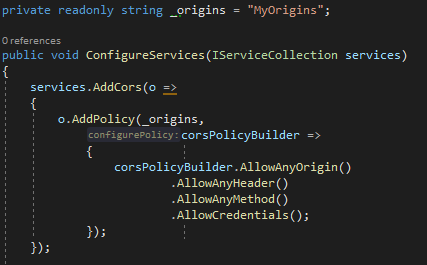 private readonly string _origins = "MyOrigins";
0 references
public void ConfigureServices(IServiceCollection services)
{
services.AddCors(o =>
{
o.AddPolicy(_origins,
configurePolicy: corsPolicyBuilder =>
{
corsPolicyBuilder.AllowAnyOrigin()
.AllowAnyHeader()
.AllowAnyMethod()
.AllowCredentials();
});
});